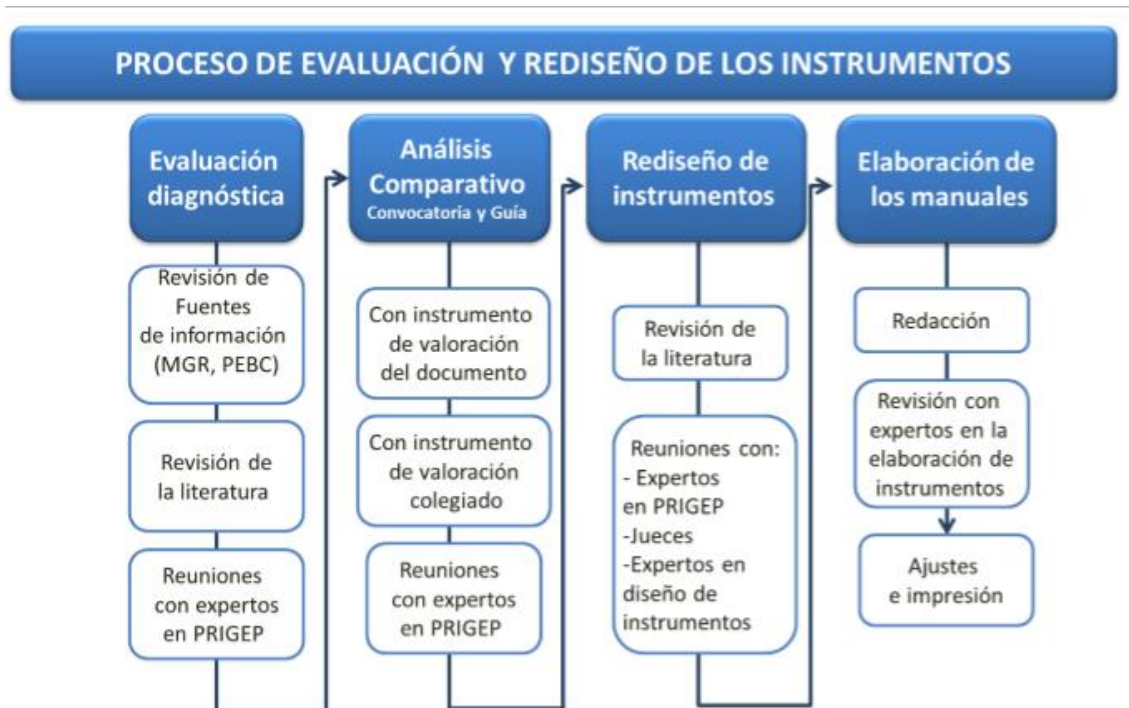 PROCESO DE EVALUACIÓN Y REDISEÑO DE LOS INSTRUMENTOS
Evaluación
diagnóstica
Revisión de
Fuentes
de información
(MGR, PEBC)
Revisión de
la literatura
Reuniones
con expertos
en PRIGEP
Análisis
Comparativo
Convocatoria y Guía
Con instrumento
de valoración
del documento
Con instrumento
de valoración
colegiado
Reuniones
con expertos
en PRIGEP
Rediseño de
instrumentos
Revisión de
la literatura
Reuniones con:
- Expertos
en PRIGEP
-Jueces
-Expertos en
diseño de
instrumentos
Elaboración de
los manuales
Redacción
Revisión con
expertos en la
elaboración de
instrumentos
Ajustes
e impresión